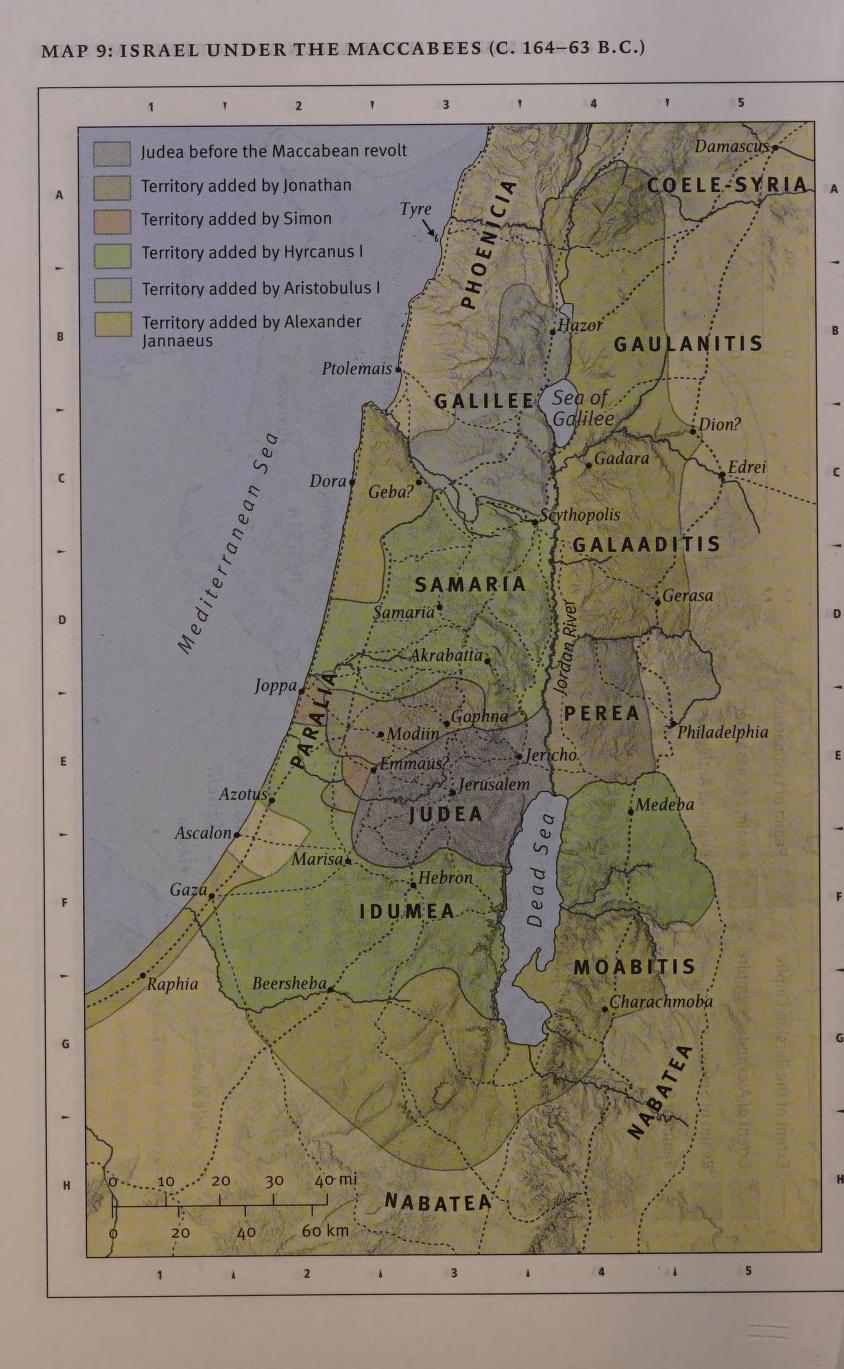 MAP 9: ISRAEL UNDER THE MACCABEES (C. 164–63 B.C.)
1 2 3 4 5
Judea before the Maccabean revolt
Territory added by Jonathan
Territory added by Simon
Territory added by Hyrcanus I
Territory added by Aristobulus I
Territory added by Alexander
Jannaeus
Damascus
A
COELE-SYRIA
A
Tyre
PHOENICIA
Hazor
B
GAULANITIS
B
Ptolemais
GALILEE
Sea of
Galilee
Dion?
Gadara
Edrei
C
C
Dora
Geba?
Mediterranean Sea
Scythopolis
GALAADITIS
SAMARIA
Samaria
Gerasa
D
D
Jordan River
Akrabatta
Joppa
PARALIA
Gophna
PEREA
Modiin
Philadelphia
E
Emmaus?
Jericho
E
Jerusalem
Azotus
JUDEA
Medeba
Ascalon
Marisa
Dead Sea
Hebron
Gaza
F
IDUMEA
F
MOABITIS
Raphia
Beersheba
Charachmoba
G
G
NABATEA
H
0 10 20 30 40 mi
H
NABATEA
0 20 40 60 km
1 2 3 4 5